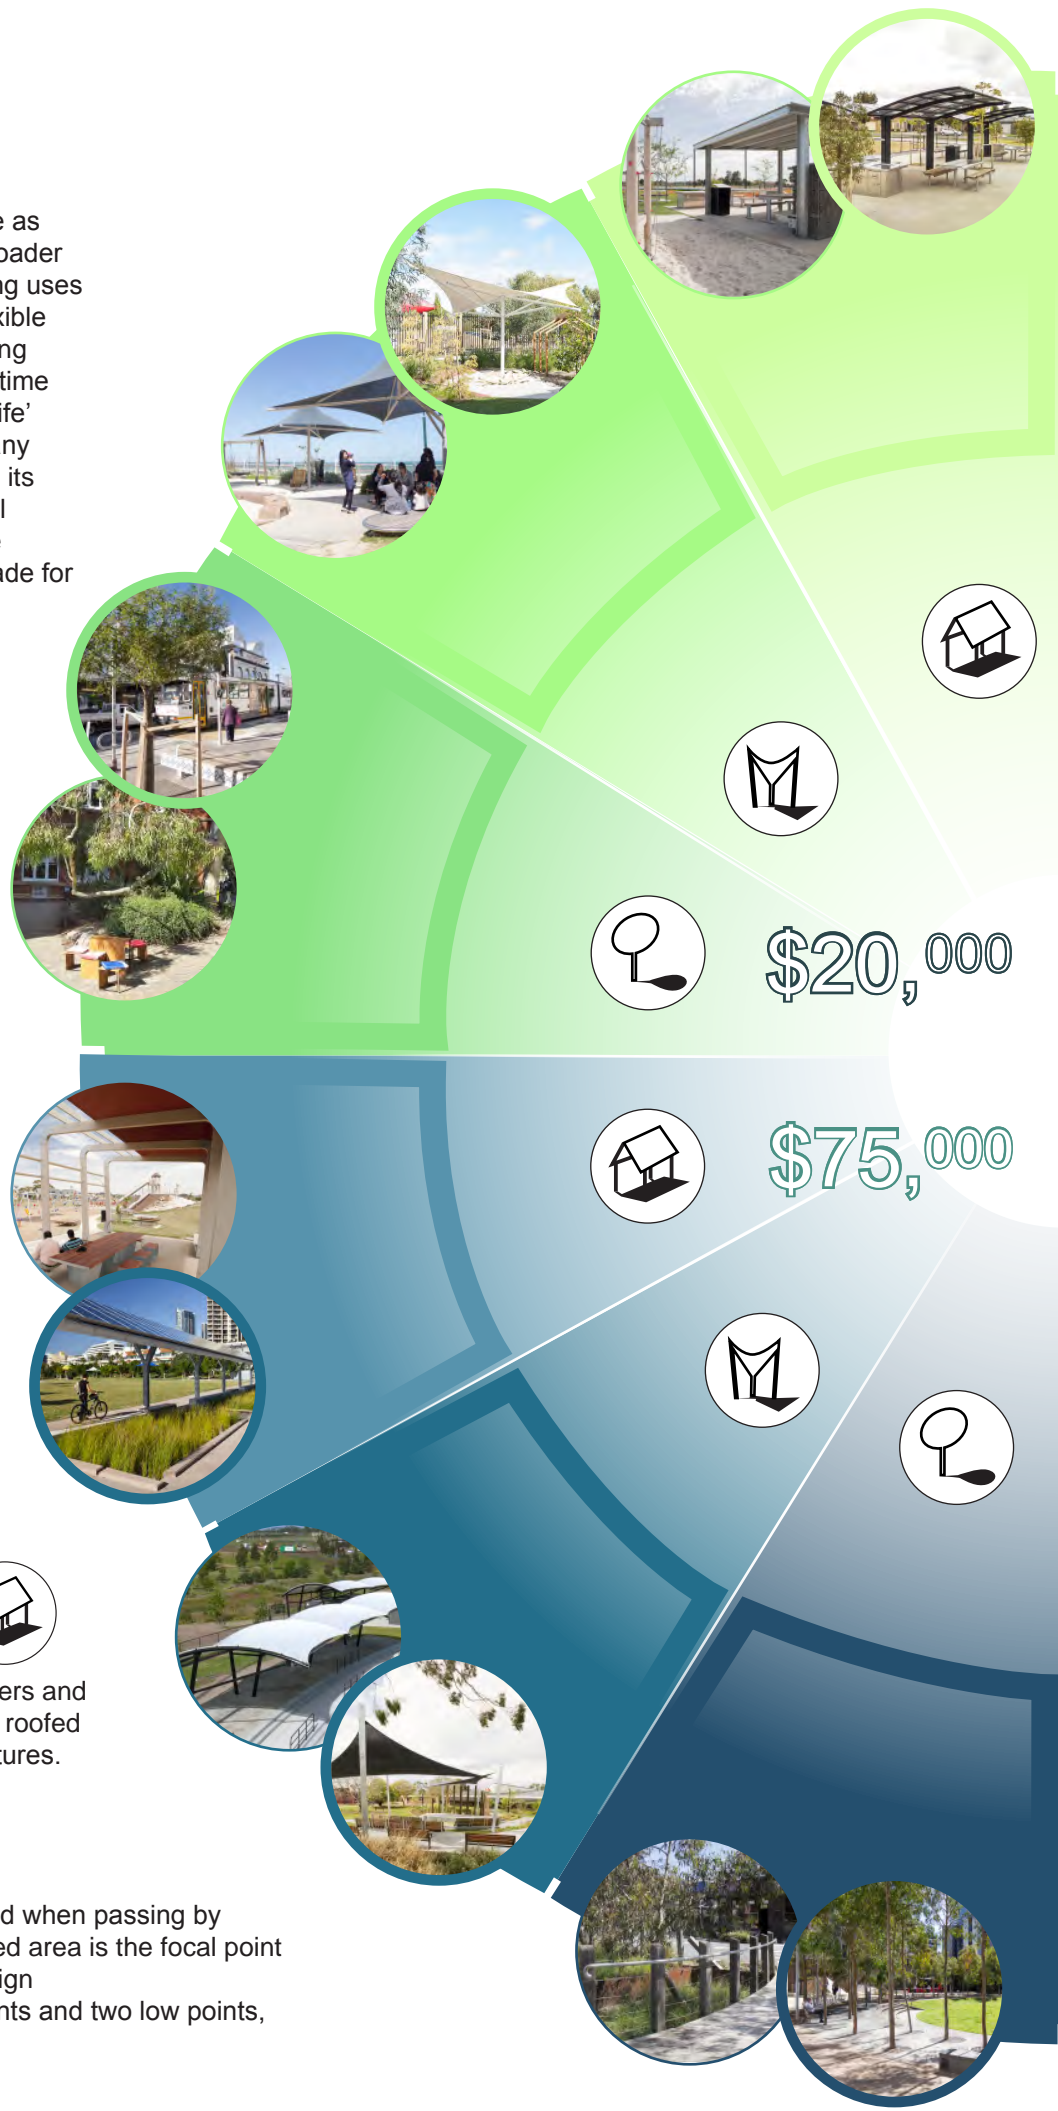 e as
oader
ng uses
xible
ng
time
ife'
any
its
l
e
ade for
$20,000
$75,000
ers and
roofed
tures.
d when passing by
ed area is the focal point
ign
nts and two low points,